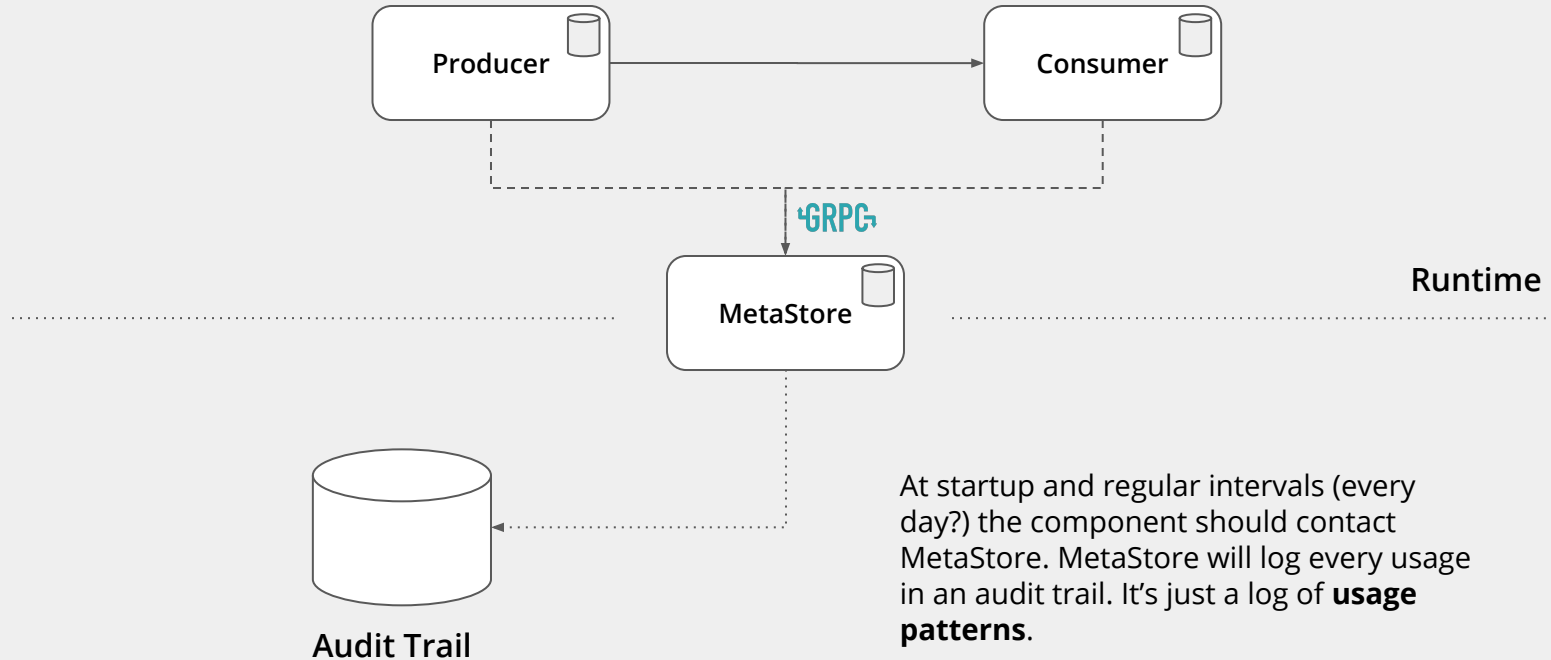 Producer
Consumer
GRPC
Runtime
MetaStore
At startup and regular intervals (every
day?) the component should contact
MetaStore. MetaStore will log every usage
in an audit trail. It’s just a log of usage
patterns.
Audit Trail